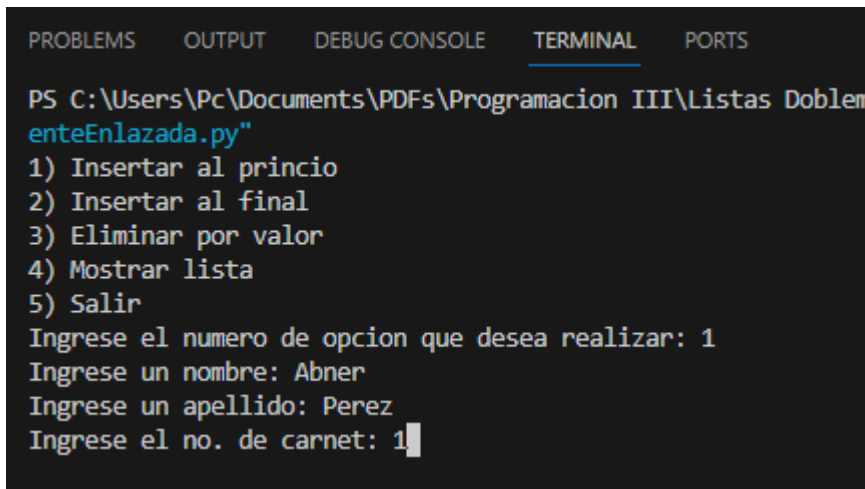 PROBLEMS OUTPUT DEBUG CONSOLE TERMINAL PORTS
PS C:\Users\Pc\Documents\PDFs\Programacion III\Listas Doblem
enteEnlazada.py"
1) Insertar al princio
2) Insertar al final
3) Eliminar por valor
4) Mostrar lista
5) Salir
Ingrese el numero de opcion que desea realizar: 1
Ingrese un nombre: Abner
Ingrese un apellido: Perez
Ingrese el no. de carnet: 1